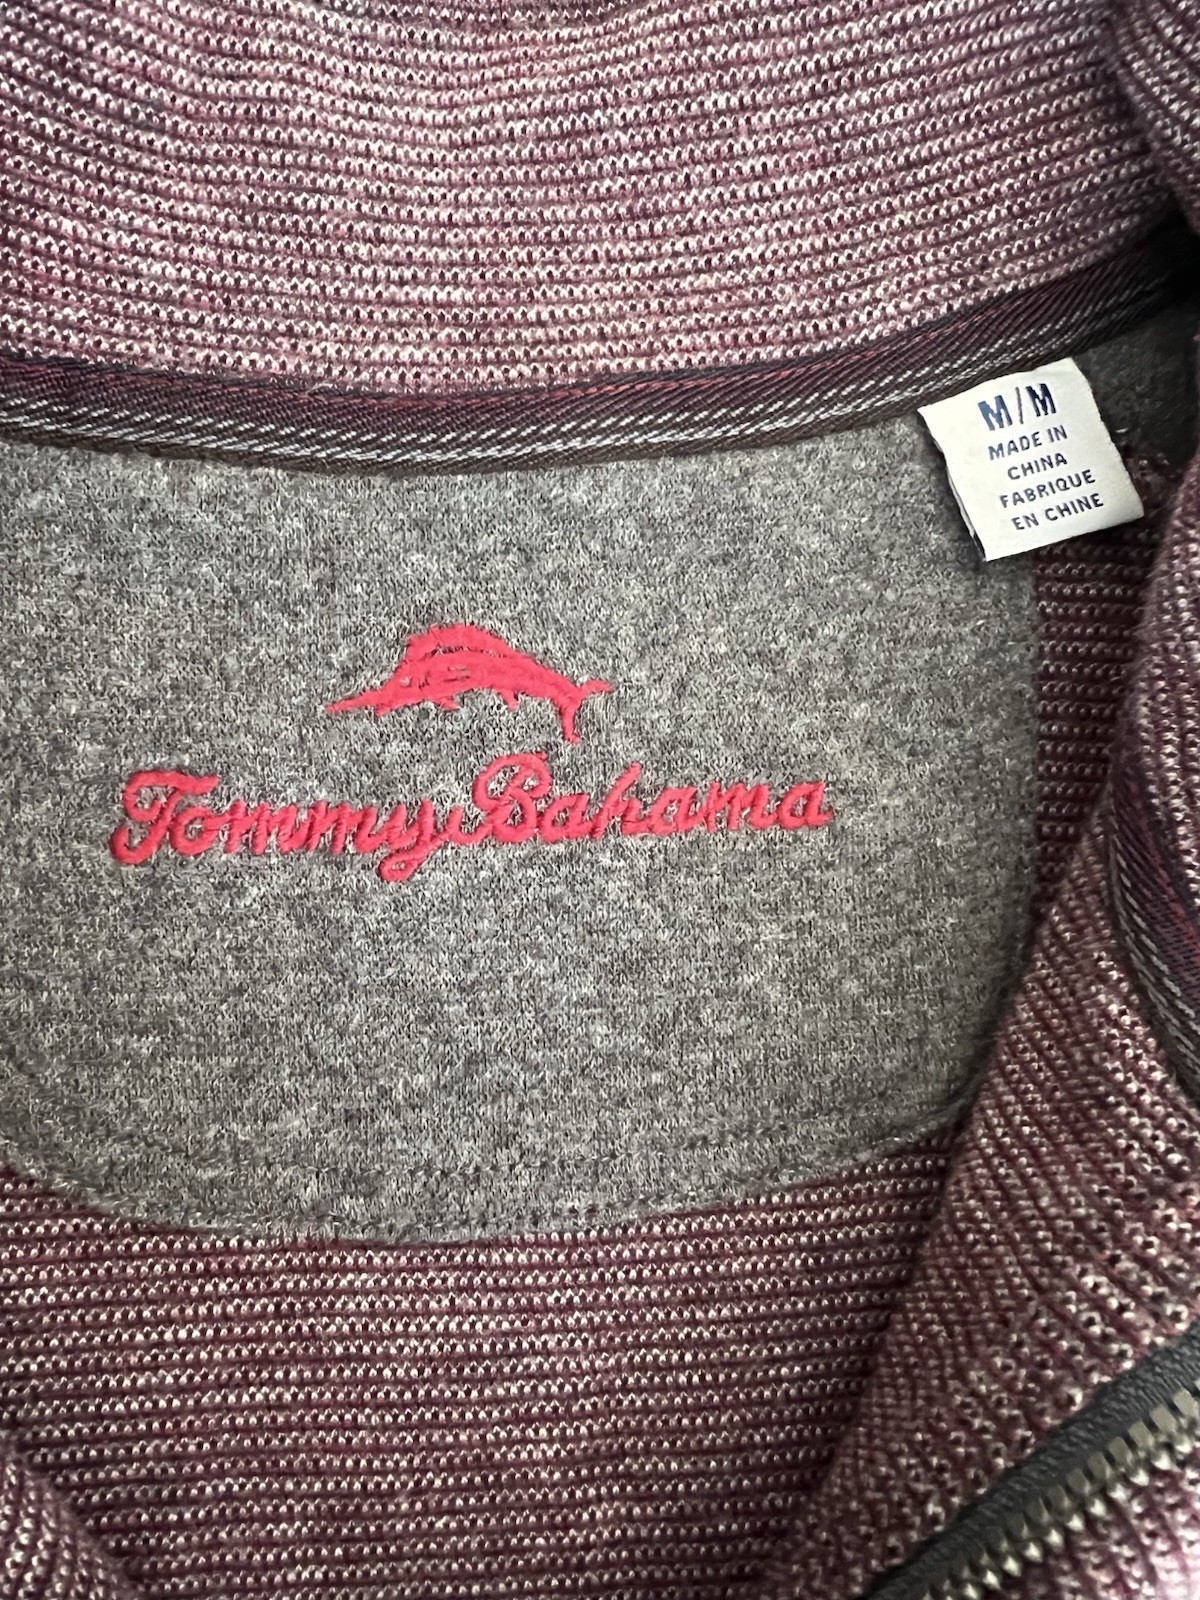 M/M
MADE IN
CHINA
FABRIQUE
EN CHINE
Tommy Bahama